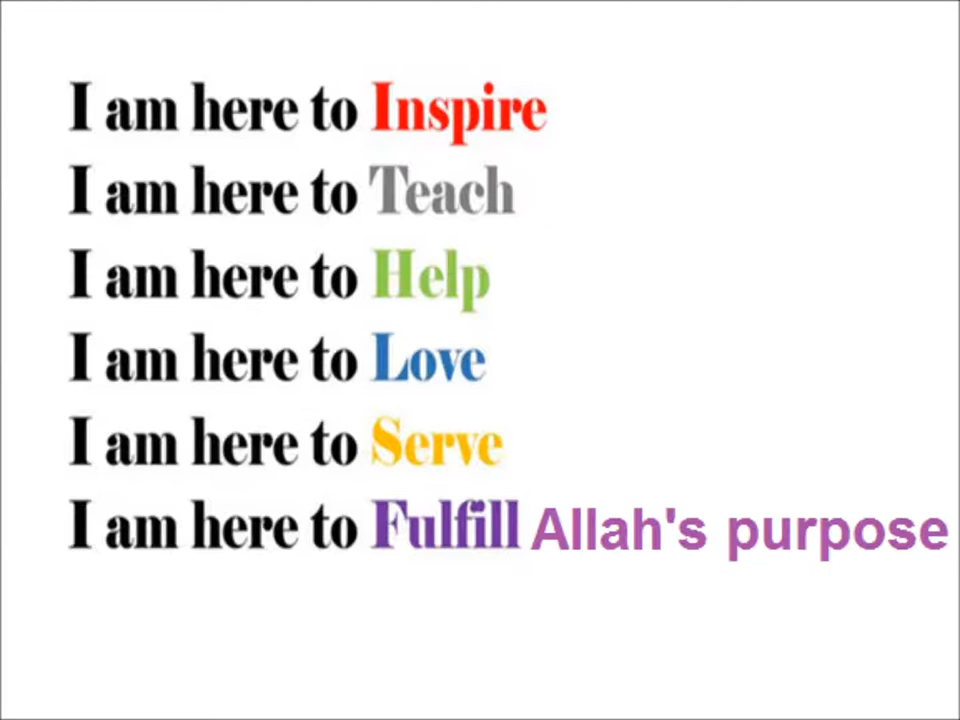 I am here to Inspire
I am here to Teach
I am here to Help
I am here to Love
I am here to Serve
I am here to Fulfill Allah's purpose